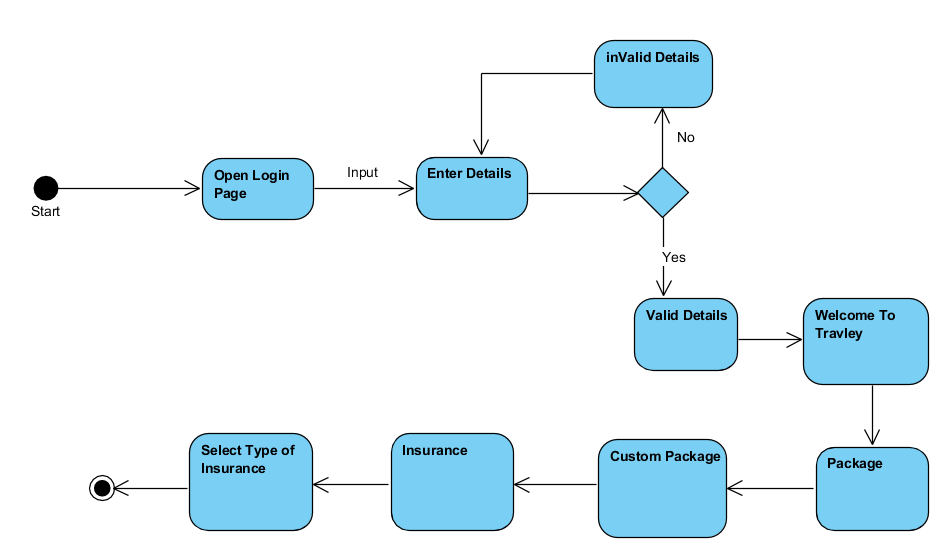 inValid Details
No
Start
Open Login
Page
Input
Enter Details
Yes
Valid Details
Welcome To
Travley
Package
Custom Package
Insurance
Select Type of
Insurance